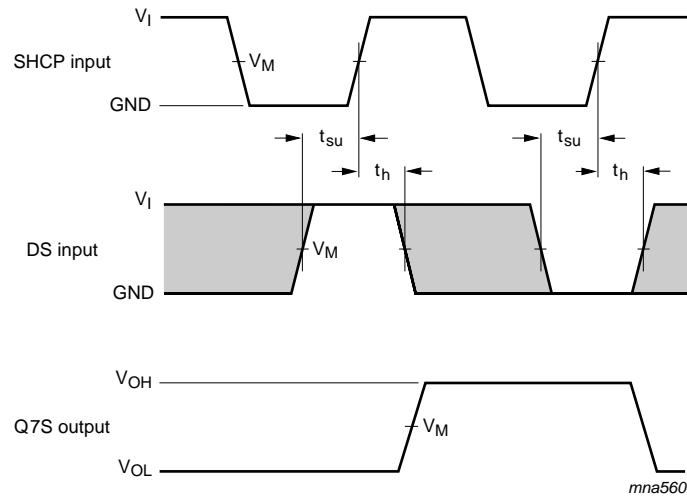 V_I
SHCP input
V_M
GND
t_su
t_su
t_h
t_h
V_I
DS input
V_M
GND
V_OH
Q7S output
V_M
V_OL
mna560